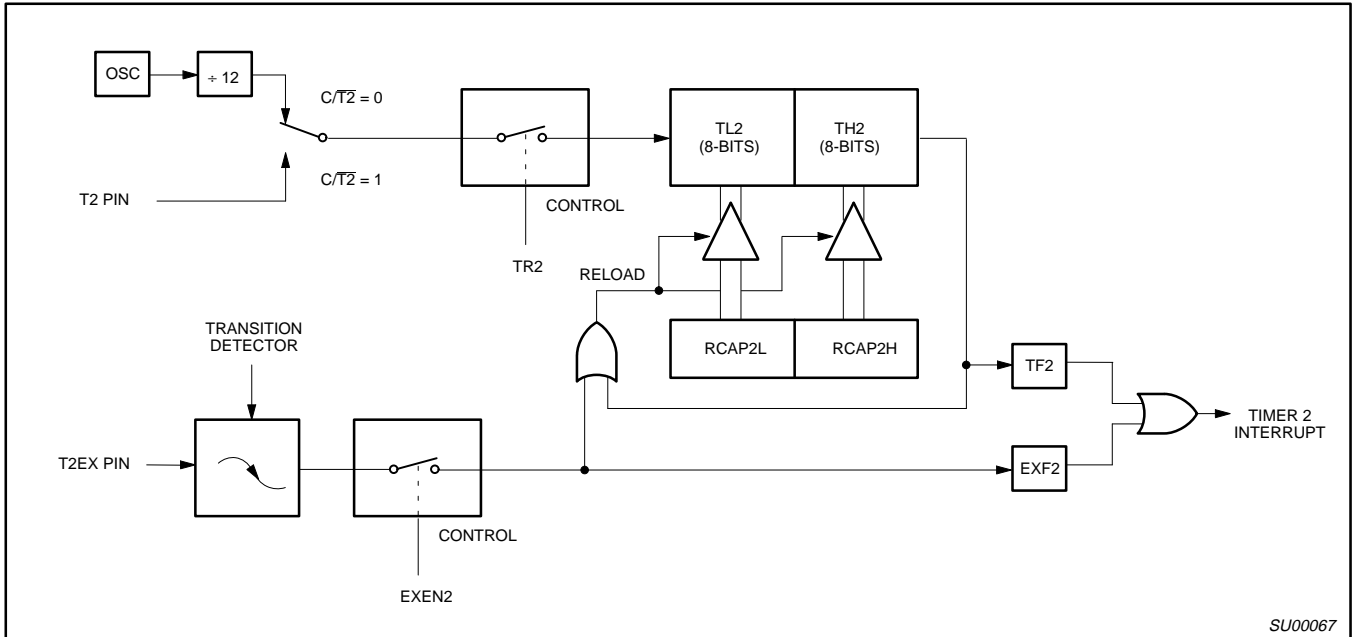 OSC
÷ 12
C/T2̅ = 0
TL2
(8-BITS)
TH2
(8-BITS)
C/T2̅ = 1
T2 PIN
CONTROL
TR2
RELOAD
TRANSITION
DETECTOR
RCAP2L
RCAP2H
TF2
TIMER 2
INTERRUPT
T2EX PIN
EXF2
CONTROL
EXEN2
SU00067